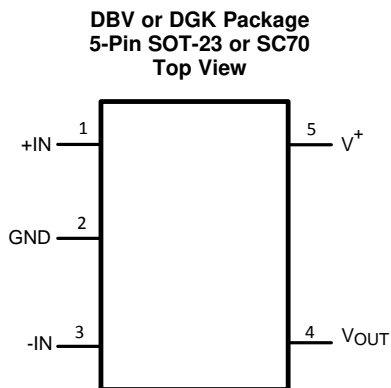 DBV or DGK Package
5-Pin SOT-23 or SC70
Top View
+IN 1
5 V+
GND 2
-IN 3
4 VOUT